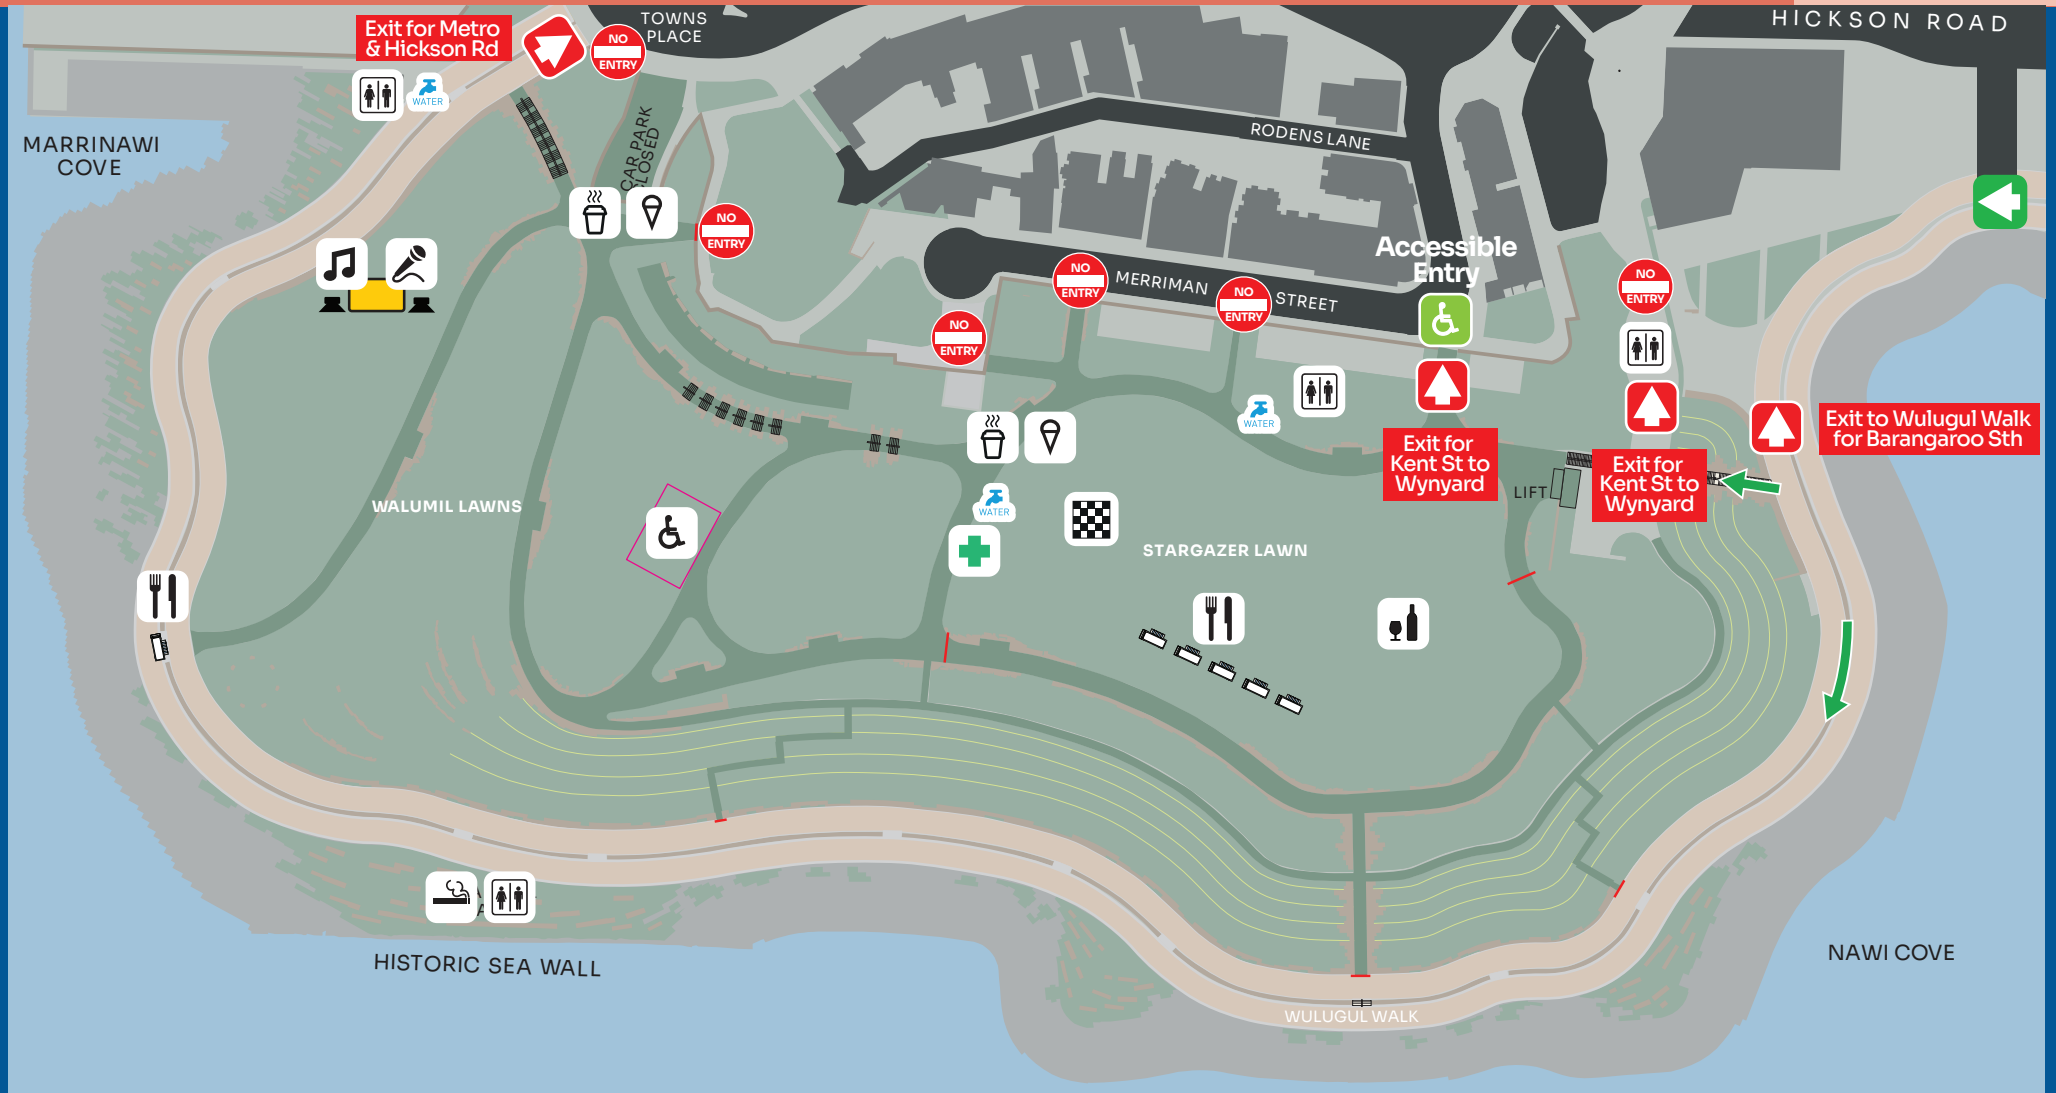 HICKSON ROAD
TOWNS
PLACE
Exit for Metro
& Hickson Rd
NO
ENTRY
WATER
MARRINAWI
COVE
CAR PARK
CLOSED
RODENS LANE
NO
ENTRY
Accessible
Entry
NO
ENTRY
MERRIMAN
NO
ENTRY
STREET
NO
ENTRY
NO
ENTRY
WATER
Exit for
Kent St to
Wynyard
Exit for
Kent St to
Wynyard
Exit to Wulugul Walk
for Barangaroo Sth
LIFT
WATER
WALUMIL LAWNS
STARGAZER LAWN
HISTORIC SEA WALL
NAWI COVE
WULUGUL WALK